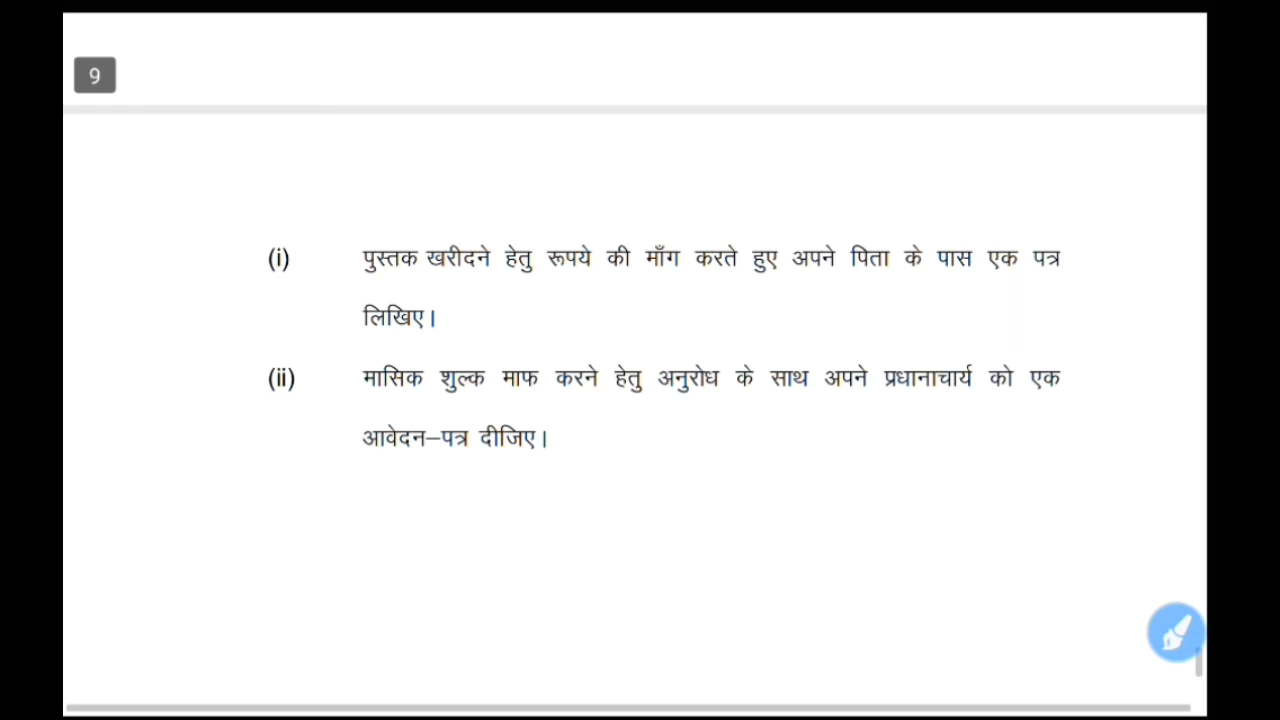 9
(i) पुस्तक खरीदने हेतु रूपये की माँग करते हुए अपने पिता के पास एक पत्र
लिखिए।
(ii) मासिक शुल्क माफ करने हेतु अनुरोध के साथ अपने प्रधानाचार्य को एक
आवेदन–पत्र दीजिए।